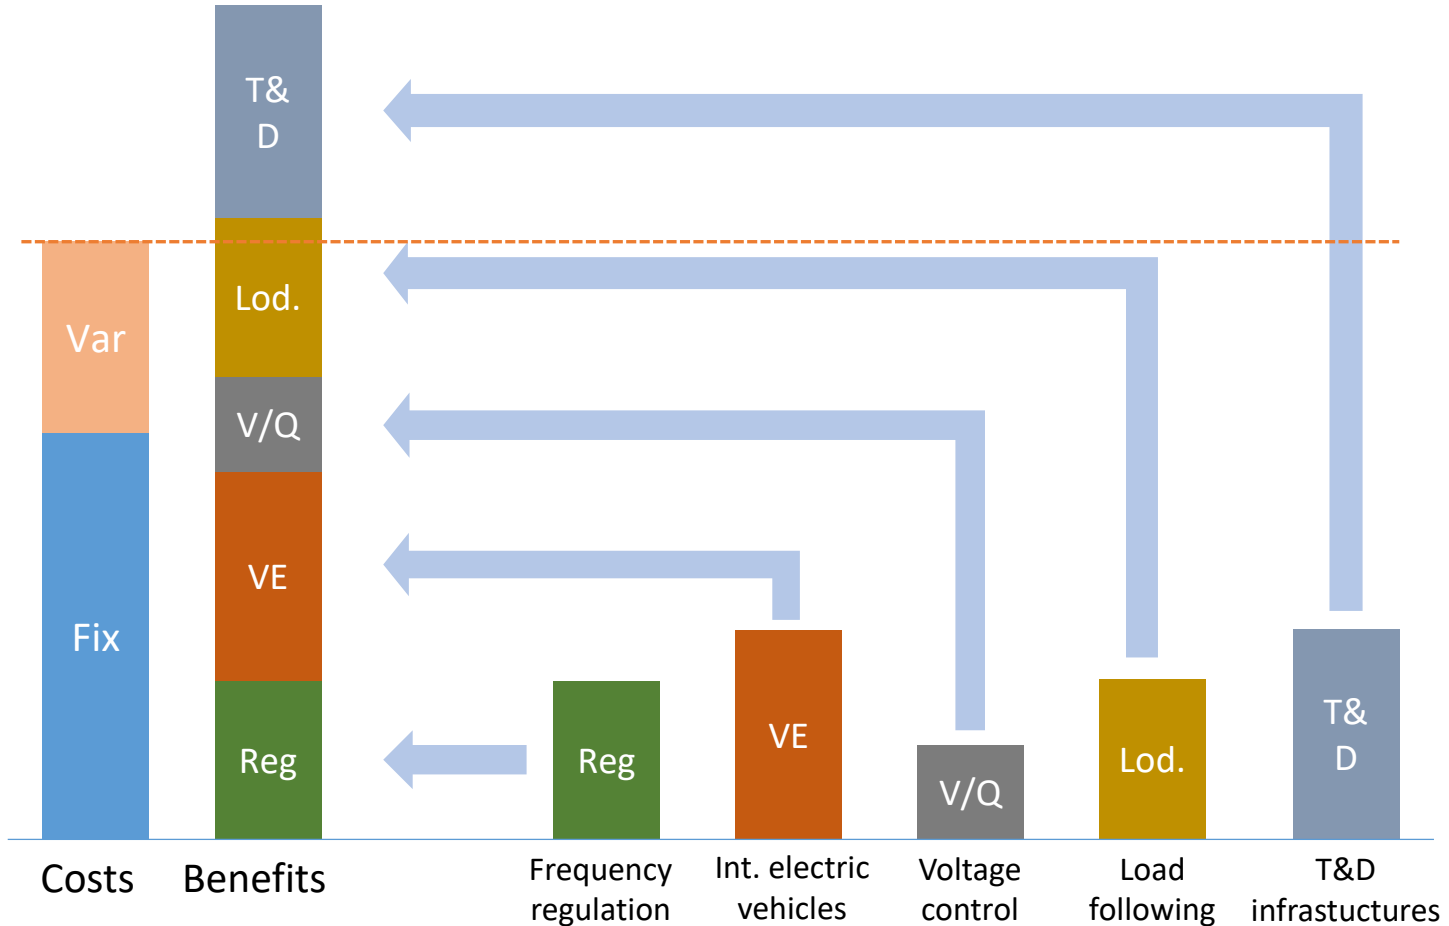 T&
D
Lod.
Var
V/Q
VE
Fix
Reg
Reg
VE
V/Q
Lod.
T&
D
Costs
Benefits
Frequency
regulation
Int. electric
vehicles
Voltage
control
Load
following
T&D
infrastuctures